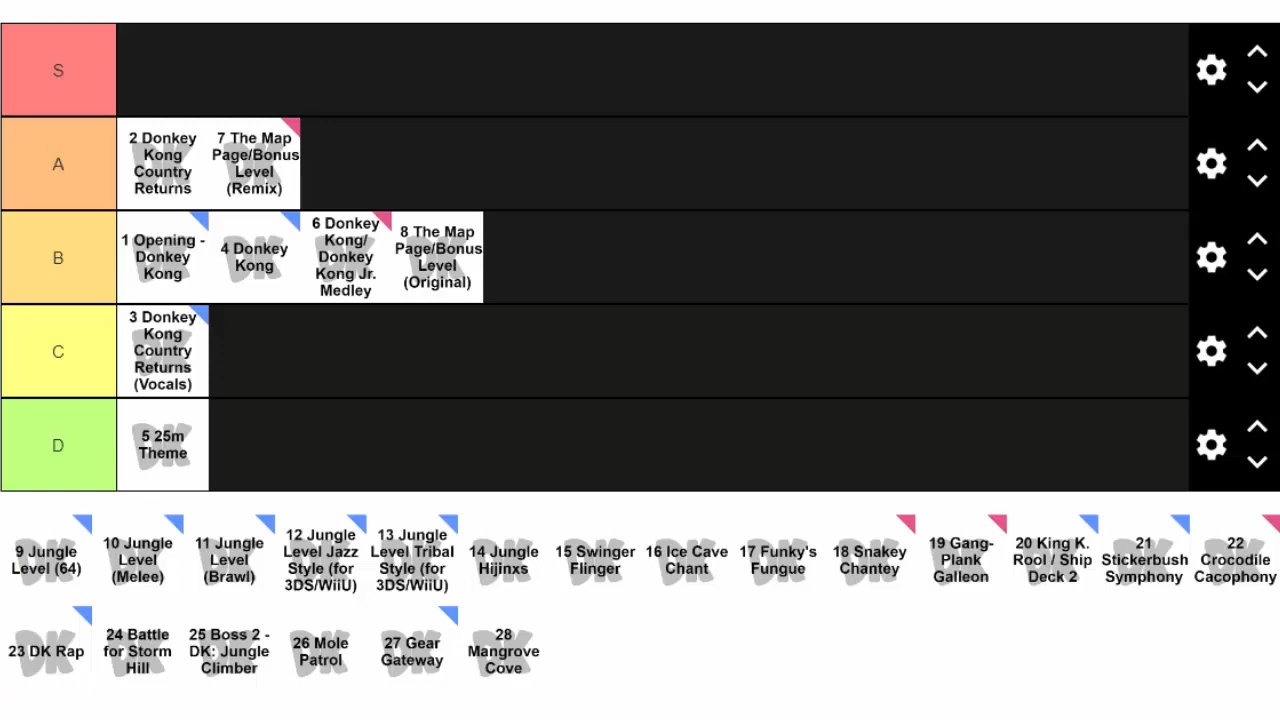 S
A
2 Donkey
Kong
Country
Returns
7 The Map
Page/Bonus
Level
(Remix)
B
1 Opening -
Donkey
Kong
4 Donkey
Kong
6 Donkey
Kong/
Donkey
Kong Jr.
Medley
8 The Map
Page/Bonus
Level
(Original)
C
3 Donkey
Kong
Country
Returns
(Vocals)
D
5 25m
Theme
9 Jungle
Level (64)
10 Jungle
Level
(Melee)
11 Jungle
Level
(Brawl)
12 Jungle
Level Jazz
Style (for
3DS/WiiU)
13 Jungle
Level Tribal
Style (for
3DS/WiiU)
14 Jungle
Hijinxs
15 Swinger
Flinger
16 Ice Cave
Chant
17 Funky's
Fungue
18 Snakey
Chantey
19 Gang-
Plank
Galleon
20 King K.
Rool / Ship
Deck 2
21
Stickerbush
Symphony
22
Crocodile
Cacophony
23 DK Rap
24 Battle
for Storm
Hill
25 Boss 2 -
DK: Jungle
Climber
26 Mole
Patrol
27 Gear
Gateway
28
Mangrove
Cove